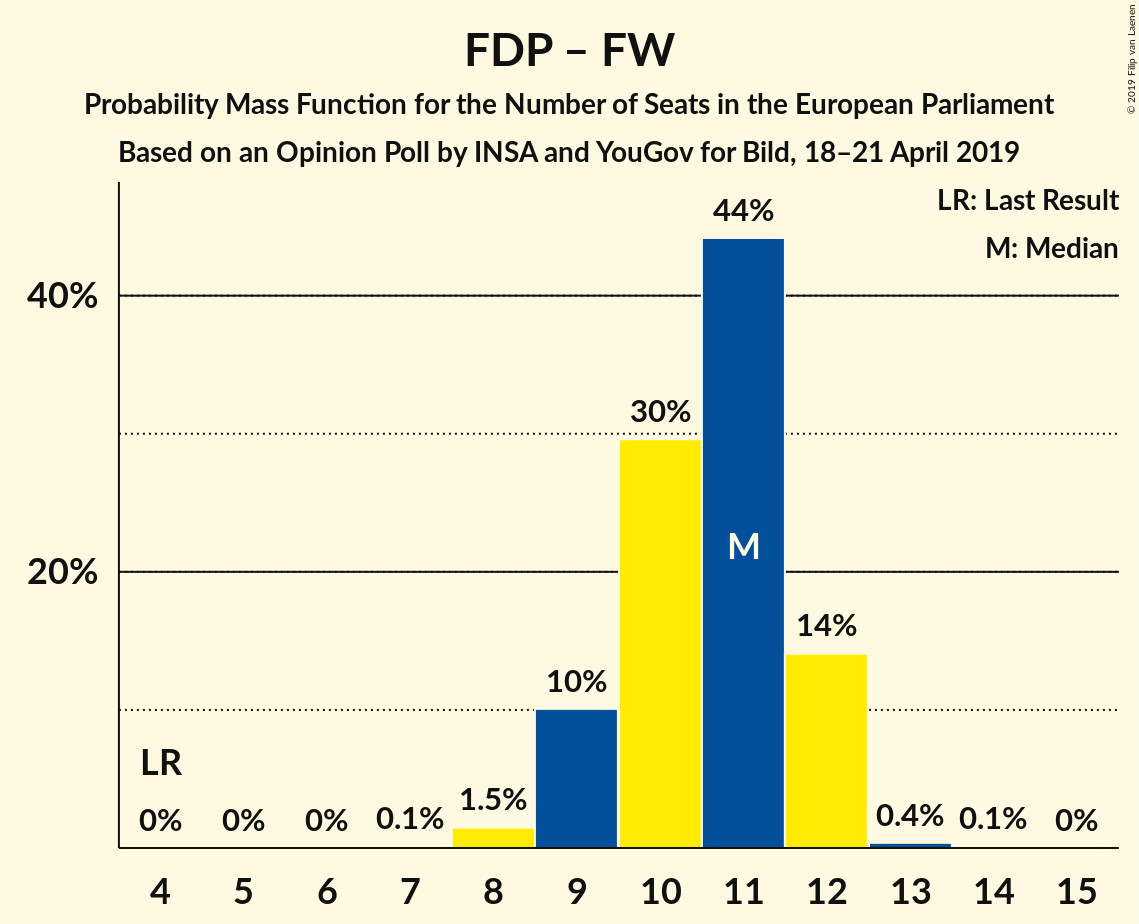 FDP – FW
Probability Mass Function for the Number of Seats in the European Parliament
Based on an Opinion Poll by INSA and YouGov for Bild, 18–21 April 2019
© 2019 Filip van Laenen
LR: Last Result
M: Median
40%
20%
LR
0%
0%
0%
0.1%
1.5%
10%
30%
44%
M
14%
0.4%
0.1%
0%
4 5 6 7 8 9 10 11 12 13 14 15